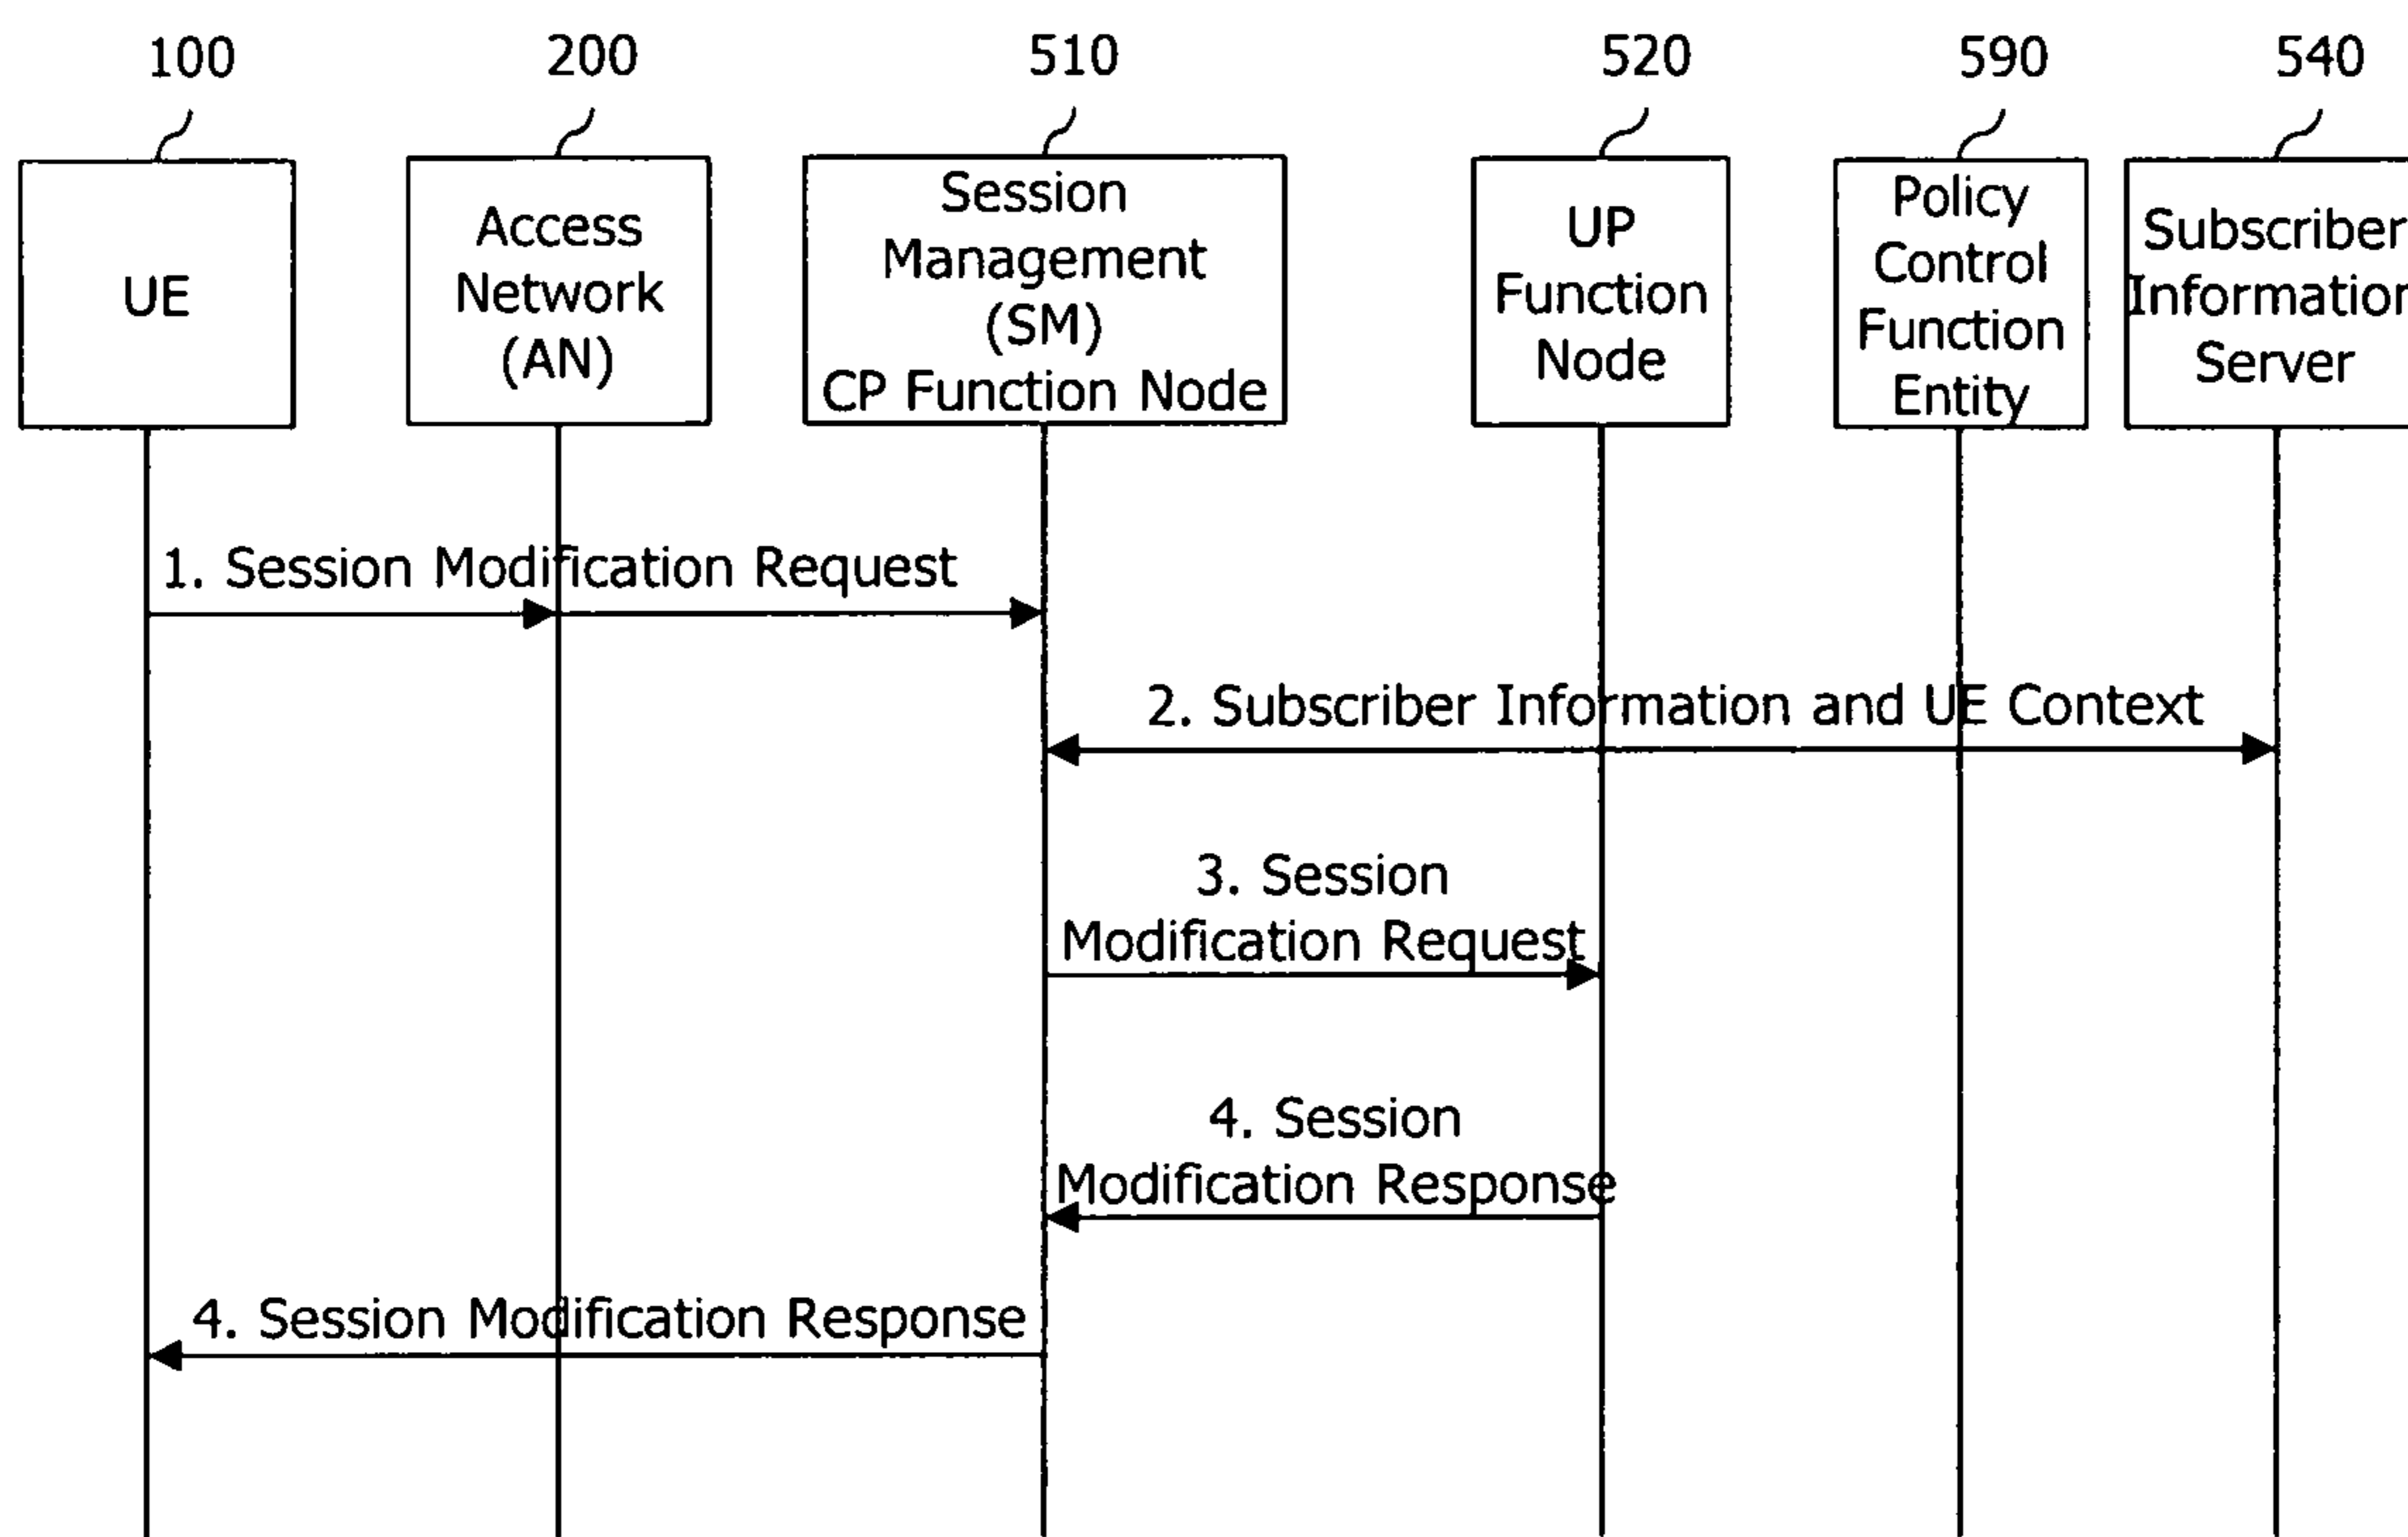 100
200
510
520
590
540
UE
Access
Network
(AN)
Session
Management
(SM)
CP Function Node
UP
Function
Node
Policy
Control
Function
Entity
Subscriber
Information
Server
1. Session Modification Request
2. Subscriber Information and UE Context
3. Session
Modification Request
4. Session
Modification Response
4. Session Modification Response